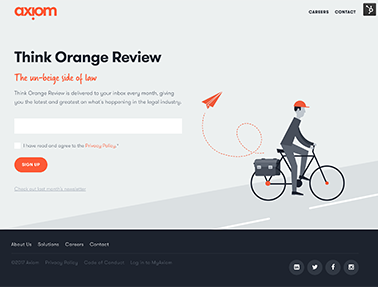 axiom
CAREERS CONTACT
Think Orange Review
The un-beige side of law
Think Orange Review is delivered to your inbox every month, giving
you the latest and greatest on what's happening in the legal industry.
I have read and agree to the Privacy Policy.*
SIGN UP
Check out last month's newsletter
About Us Solutions Careers Contact
Axiom Privacy Policy Code of Conduct Log in to MyAxiom